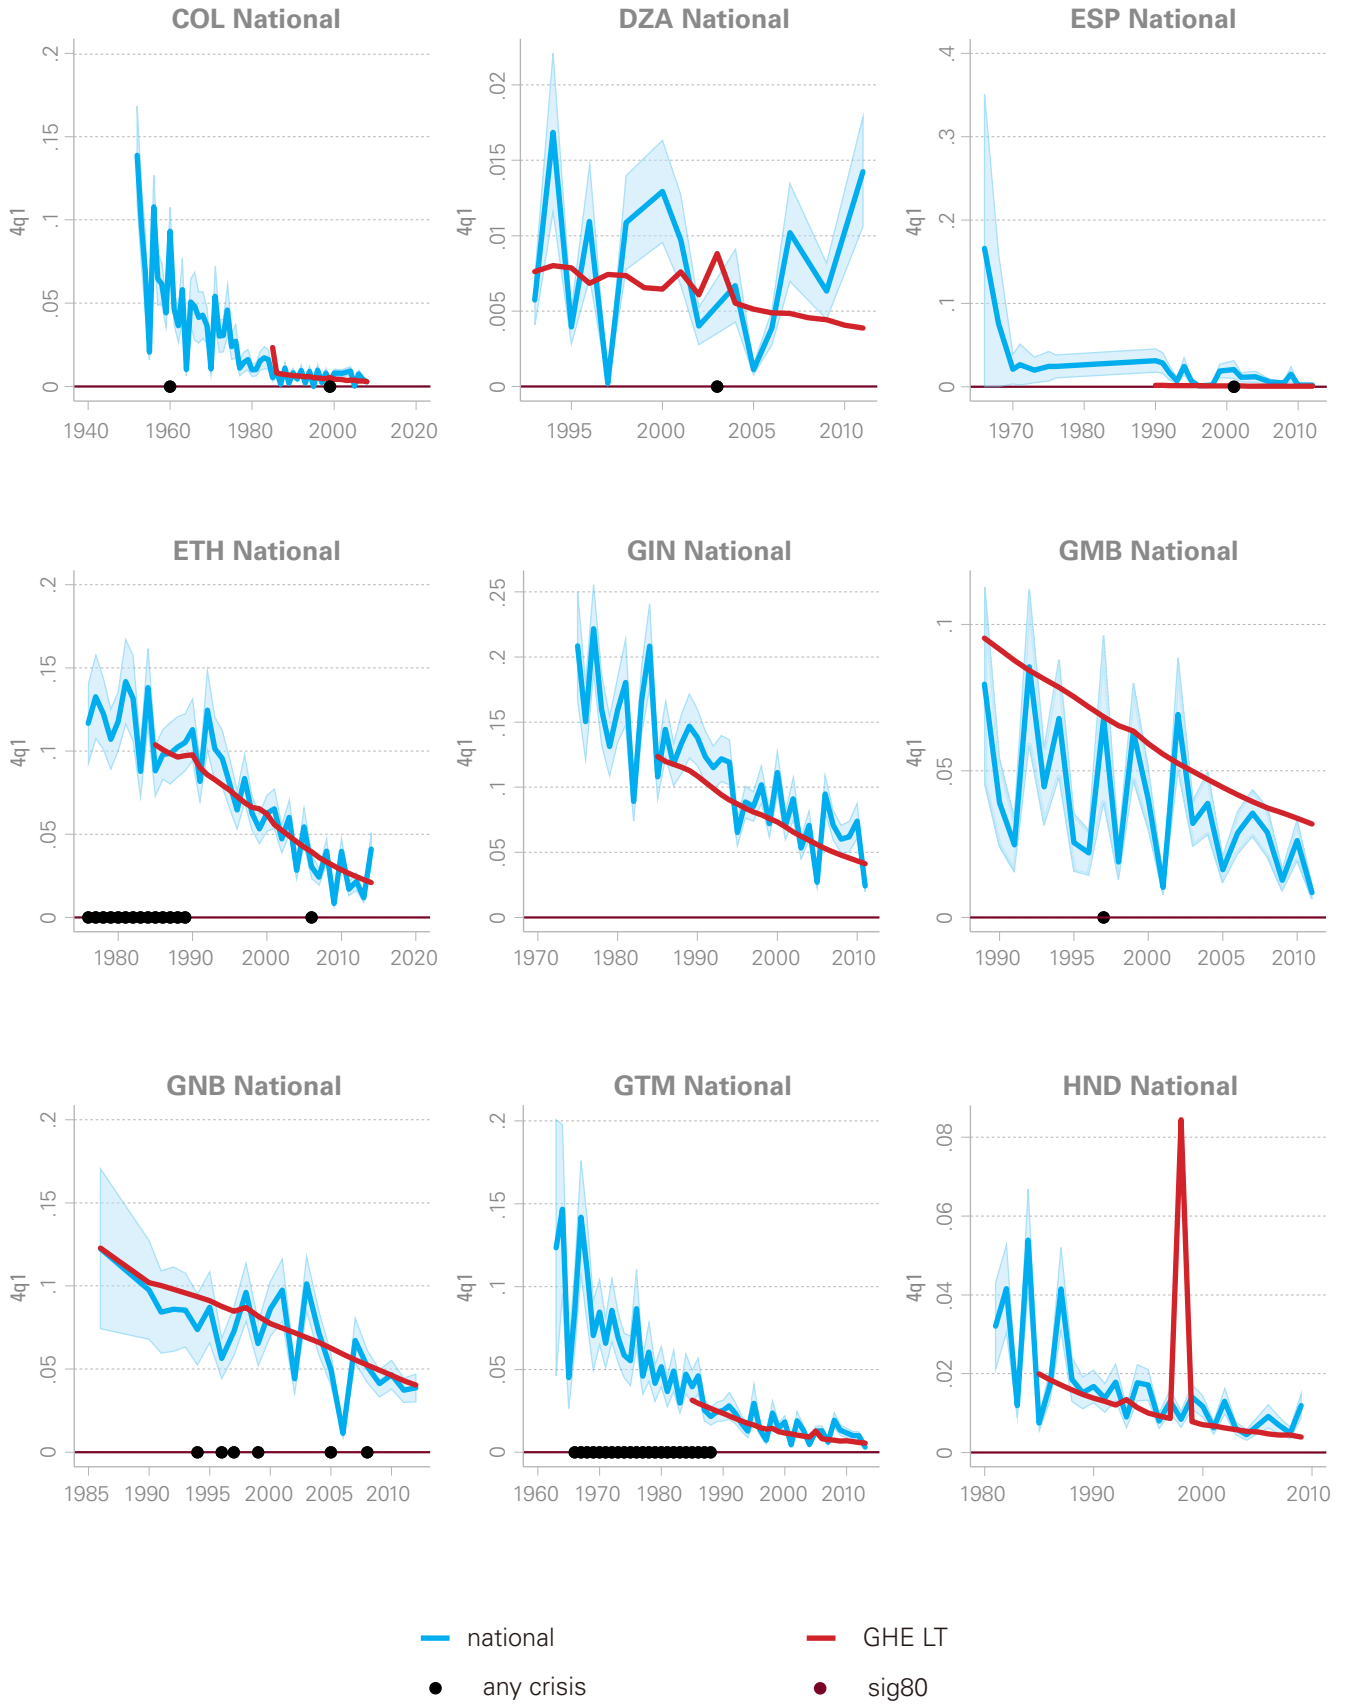 COL National DZA National ESP National
.2 .15 .1 .05 0
4q1
1940 1960 1980 2000 2020
.02 .015 .01 .005 0
4q1
1995 2000 2005 2010
.4 .3 .2 .1 0
4q1
1970 1980 1990 2000 2010
ETH National GIN National GMB National
.2 .15 .1 .05 0
4q1
1980 1990 2000 2010 2020
.25 .2 .15 .1 .05 0
4q1
1970 1980 1990 2000 2010
.1 .05 0
4q1
1990 1995 2000 2005 2010
GNB National GTM National HND National
.2 .15 .1 .05 0
4q1
1985 1990 1995 2000 2005 2010
.2 .15 .1 .05 0
4q1
1960 1970 1980 1990 2000 2010
.08 .06 .04 .02 0
4q1
1980 1990 2000 2010
national GHE LT
any crisis sig80